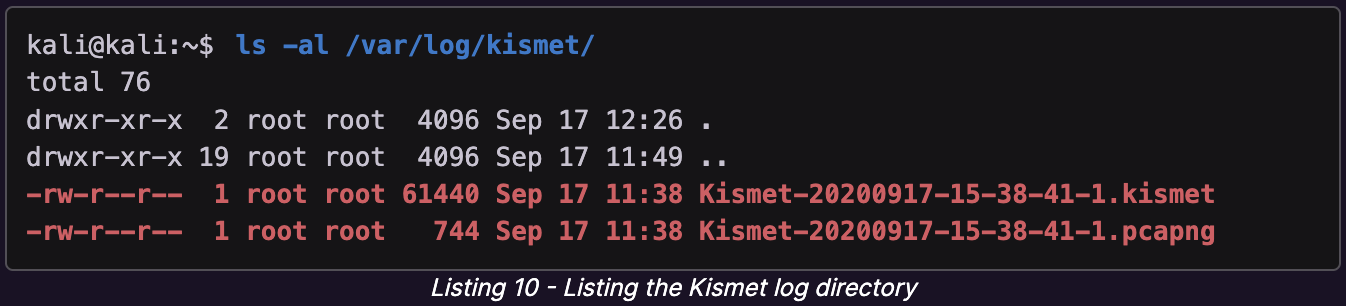 kali@kali:~$ ls -al /var/log/kismet/
total 76
drwxr-xr-x  2 root root  4096 Sep 17 12:26 .
drwxr-xr-x 19 root root  4096 Sep 17 11:49 ..
-rw-r--r--  1 root root 61440 Sep 17 11:38 Kismet-20200917-15-38-41-1.kismet
-rw-r--r--  1 root root   744 Sep 17 11:38 Kismet-20200917-15-38-41-1.pcapng
Listing 10 - Listing the Kismet log directory